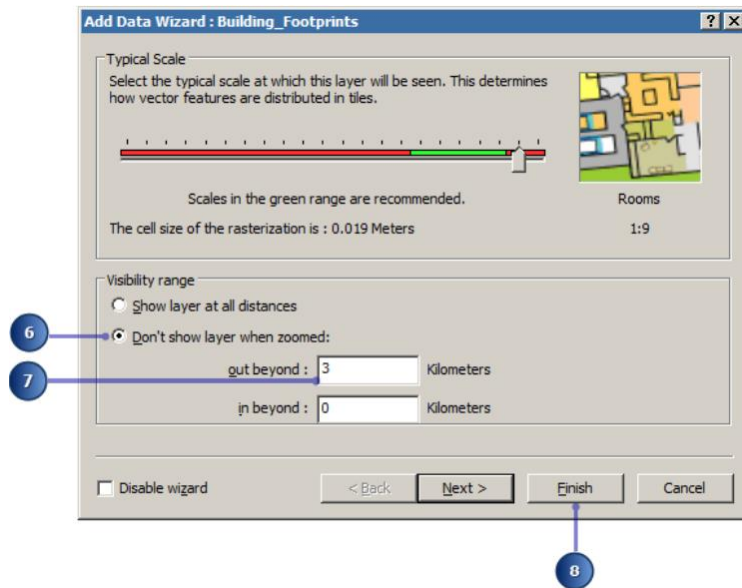 Add Data Wizard : Building_Footprints
Typical Scale
Select the typical scale at which this layer will be seen. This determines
how vector features are distributed in tiles.
Scales in the green range are recommended.
Rooms
The cell size of the rasterization is : 0.019 Meters
1:9
Visibility range
Show layer at all distances
6
Don't show layer when zoomed:
out beyond : 3 Kilometers
7
in beyond : 0 Kilometers
Disable wizard
< Back
Next >
Finish
Cancel
8